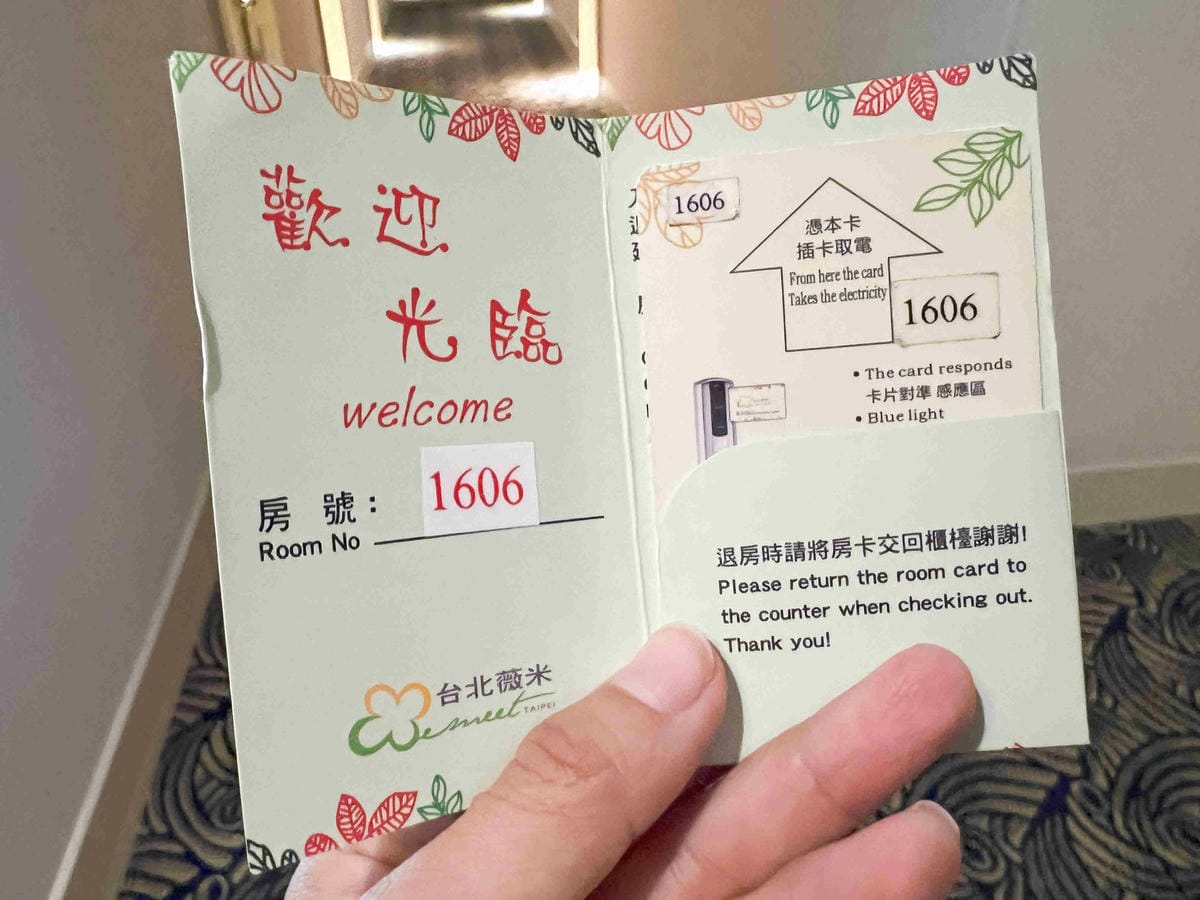 歡迎
光臨
welcome
房號：
1606
Room No
台北薇米
Wemeet TAIPEI
1606
憑本卡
插卡取電
From here the card
Takes the electricity
1606
• The card responds
卡片對準 感應區
• Blue light
退房時請將房卡交回櫃檯謝謝!
Please return the room card to
the counter when checking out.
Thank you!